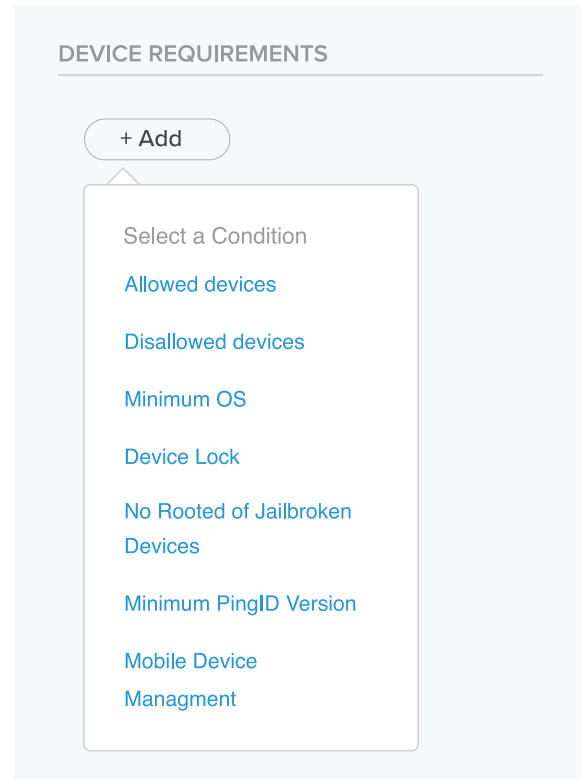 DEVICE REQUIREMENTS
+ Add
Select a Condition
Allowed devices
Disallowed devices
Minimum OS
Device Lock
No Rooted of Jailbroken
Devices
Minimum PingID Version
Mobile Device
Managment